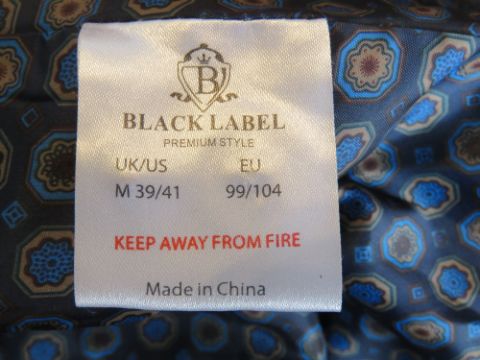 B
BLACK LABEL
PREMIUM STYLE
UK/US EU
M 39/41 99/104
KEEP AWAY FROM FIRE
Made in China